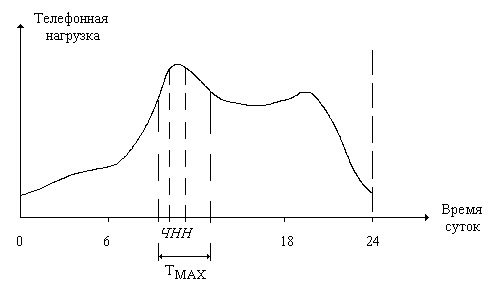 Телефонная
нагрузка
Время
суток
0 6 18 24
ЧНН
TMAX